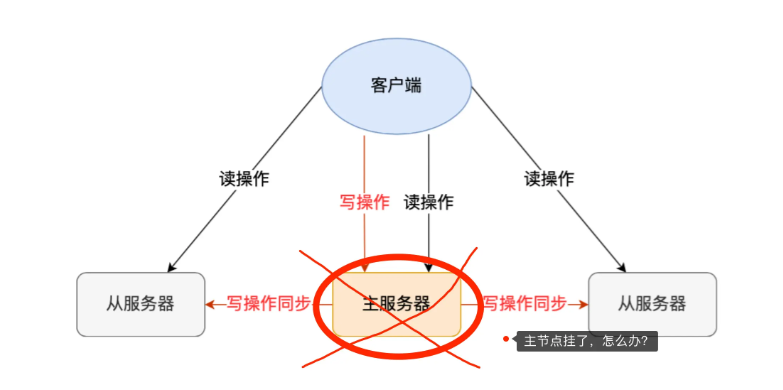 客户端
读操作
写操作
读操作
读操作
从服务器
写操作同步
主服务器
写操作同步
从服务器
主节点挂了，怎么办?